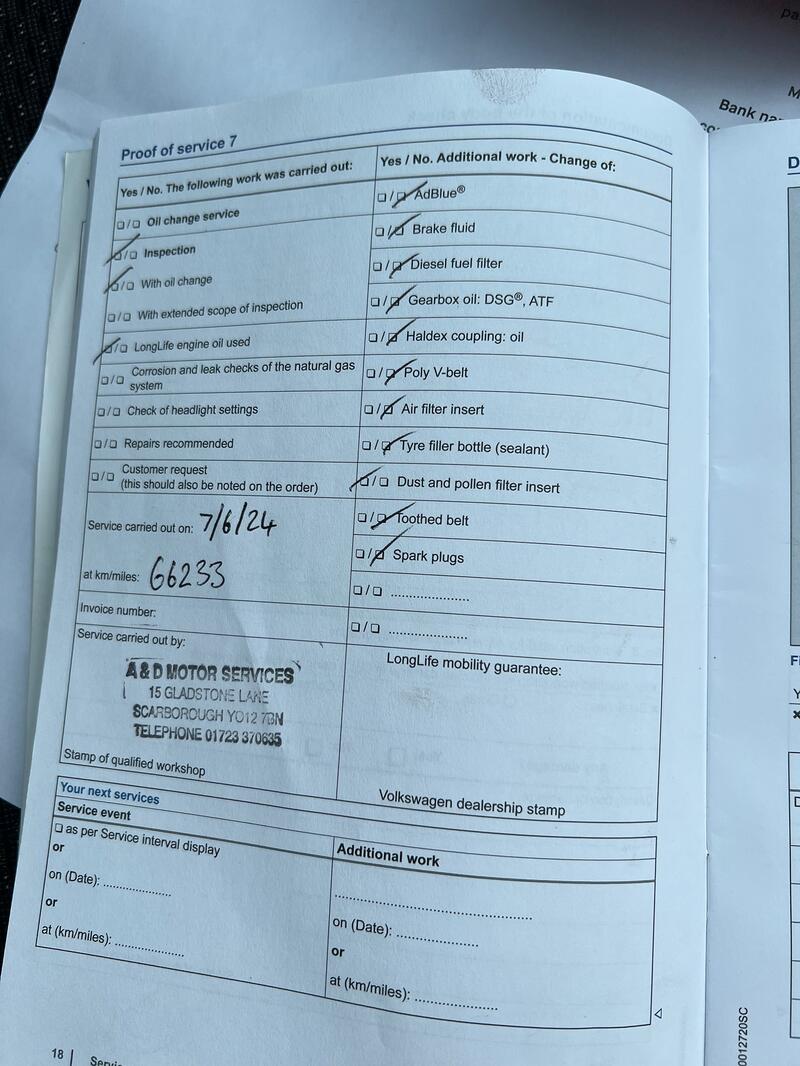 Bank
Proof of service 7
Yes / No. The following work was carried out:
❏ / ❏ Oil change service
❏ / ❏ Inspection
❏ / ❏ With oil change
❏ / ❏ With extended scope of inspection
❏ / ❏ LongLife engine oil used
❏ / ❏ Corrosion and leak checks of the natural gas
system
❏ / ❏ Check of headlight settings
❏ / ❏ Repairs recommended
❏ / ❏ Customer request
(this should also be noted on the order)
Service carried out on: 7/6/24
at km/miles: 66233
Invoice number:
Service carried out by:
A & D MOTOR SERVICES
15 GLADSTONE LANE
SCARBOROUGH YO12 7BN
TELEPHONE 01723 370635
Stamp of qualified workshop
Yes / No. Additional work - Change of:
❏ / ❏ AdBlue®
❏ / ❏ Brake fluid
❏ / ❏ Diesel fuel filter
❏ / ❏ Gearbox oil: DSG®, ATF
❏ / ❏ Haldex coupling: oil
❏ / ❏ Poly V-belt
❏ / ❏ Air filter insert
❏ / ❏ Tyre filler bottle (sealant)
❏ / ❏ Dust and pollen filter insert
❏ / ❏ Toothed belt
❏ / ❏ Spark plugs
❏ / ❏ ......................
❏ / ❏ ......................
LongLife mobility guarantee:
Volkswagen dealership stamp
Your next services
Service event
❏ as per Service interval display
or
on (Date): ...................
or
at (km/miles): ...................
Additional work
.......................................................
on (Date): ......................
or
at (km/miles): ......................
18
0012720SC